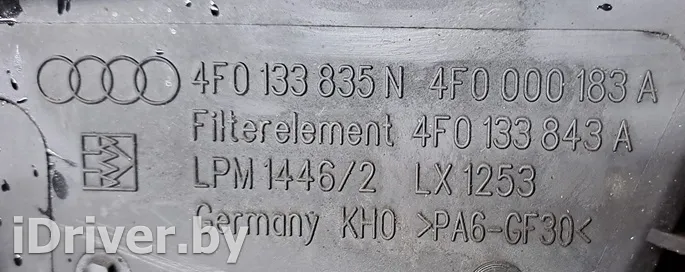 4F0 133 835 N 4F0 000 183 A
Filterelement 4F0 133 843 A
LPM 1446/2 LX 1253
Germany KHO >PA6-GF30<
iDriver.by